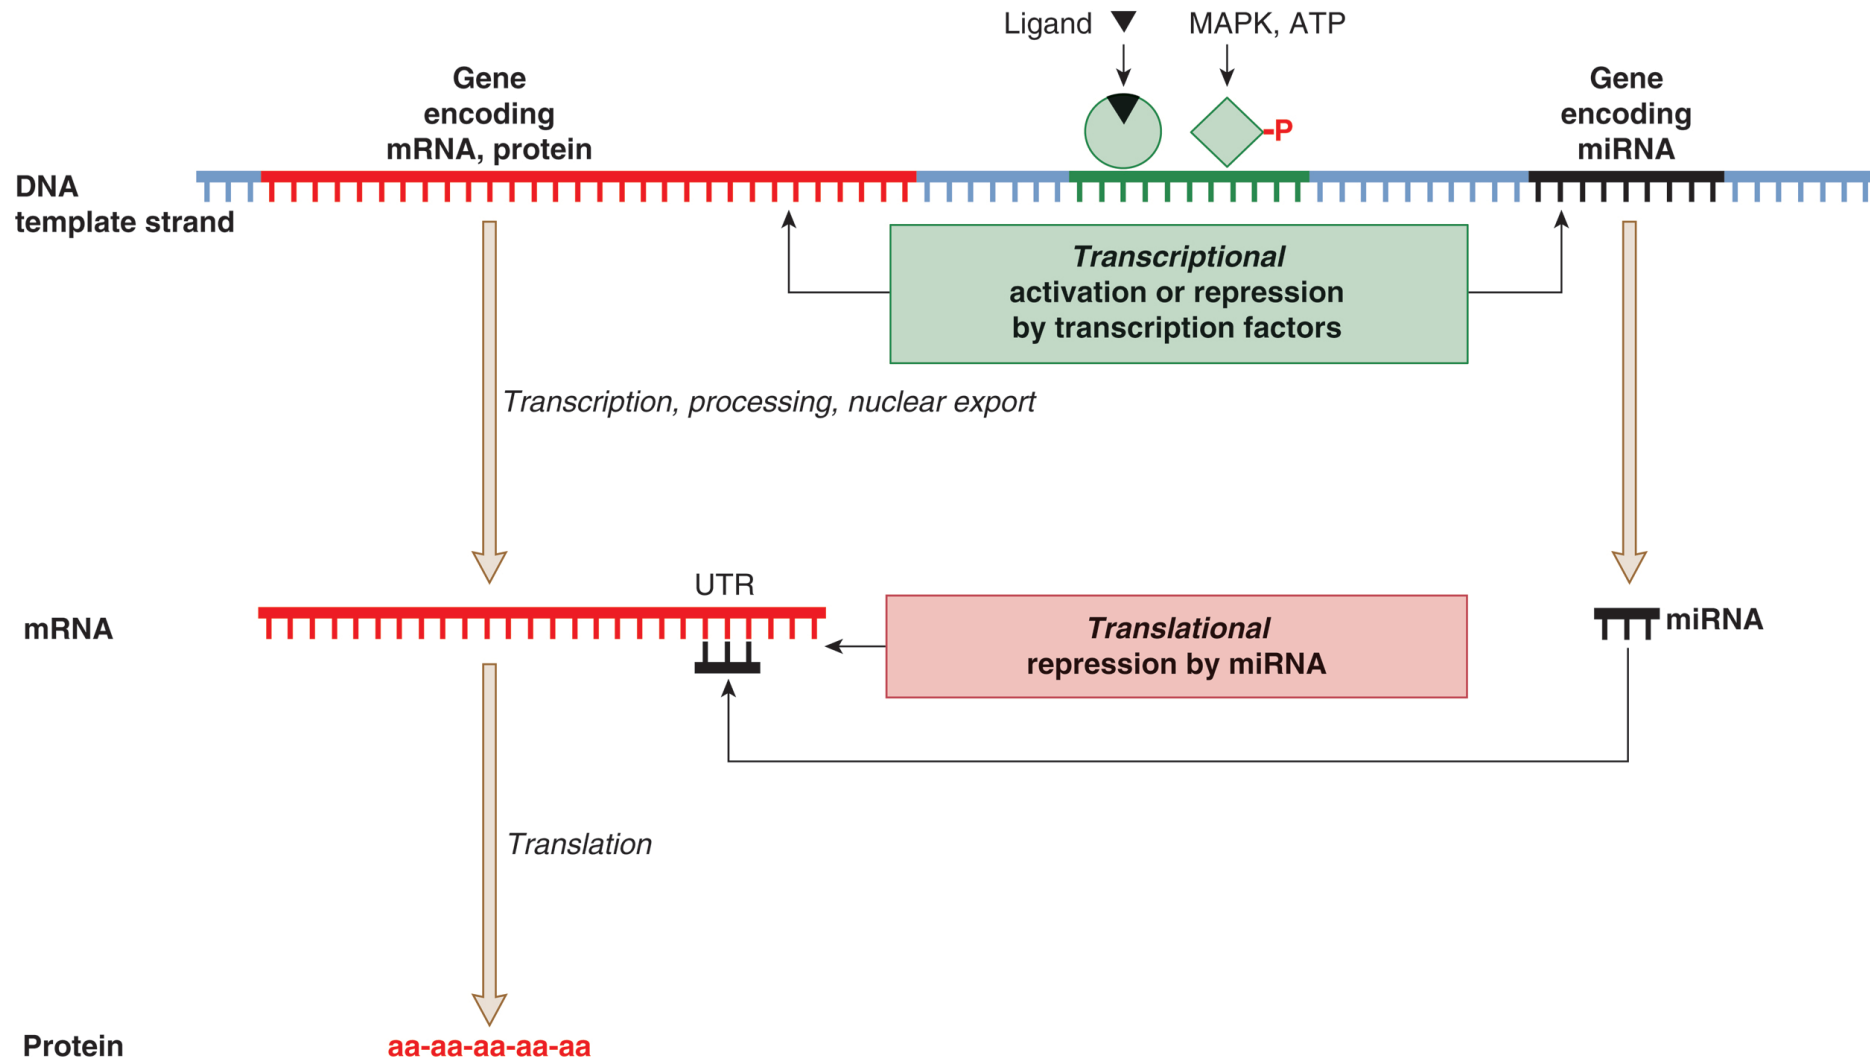 Ligand
MAPK, ATP
Gene
encoding
mRNA, protein
Gene
encoding
miRNA
-P
DNA
template strand
Transcriptional
activation or repression
by transcription factors
Transcription, processing, nuclear export
UTR
mRNA
Translational
repression by miRNA
miRNA
Translation
Protein
aa-aa-aa-aa-aa